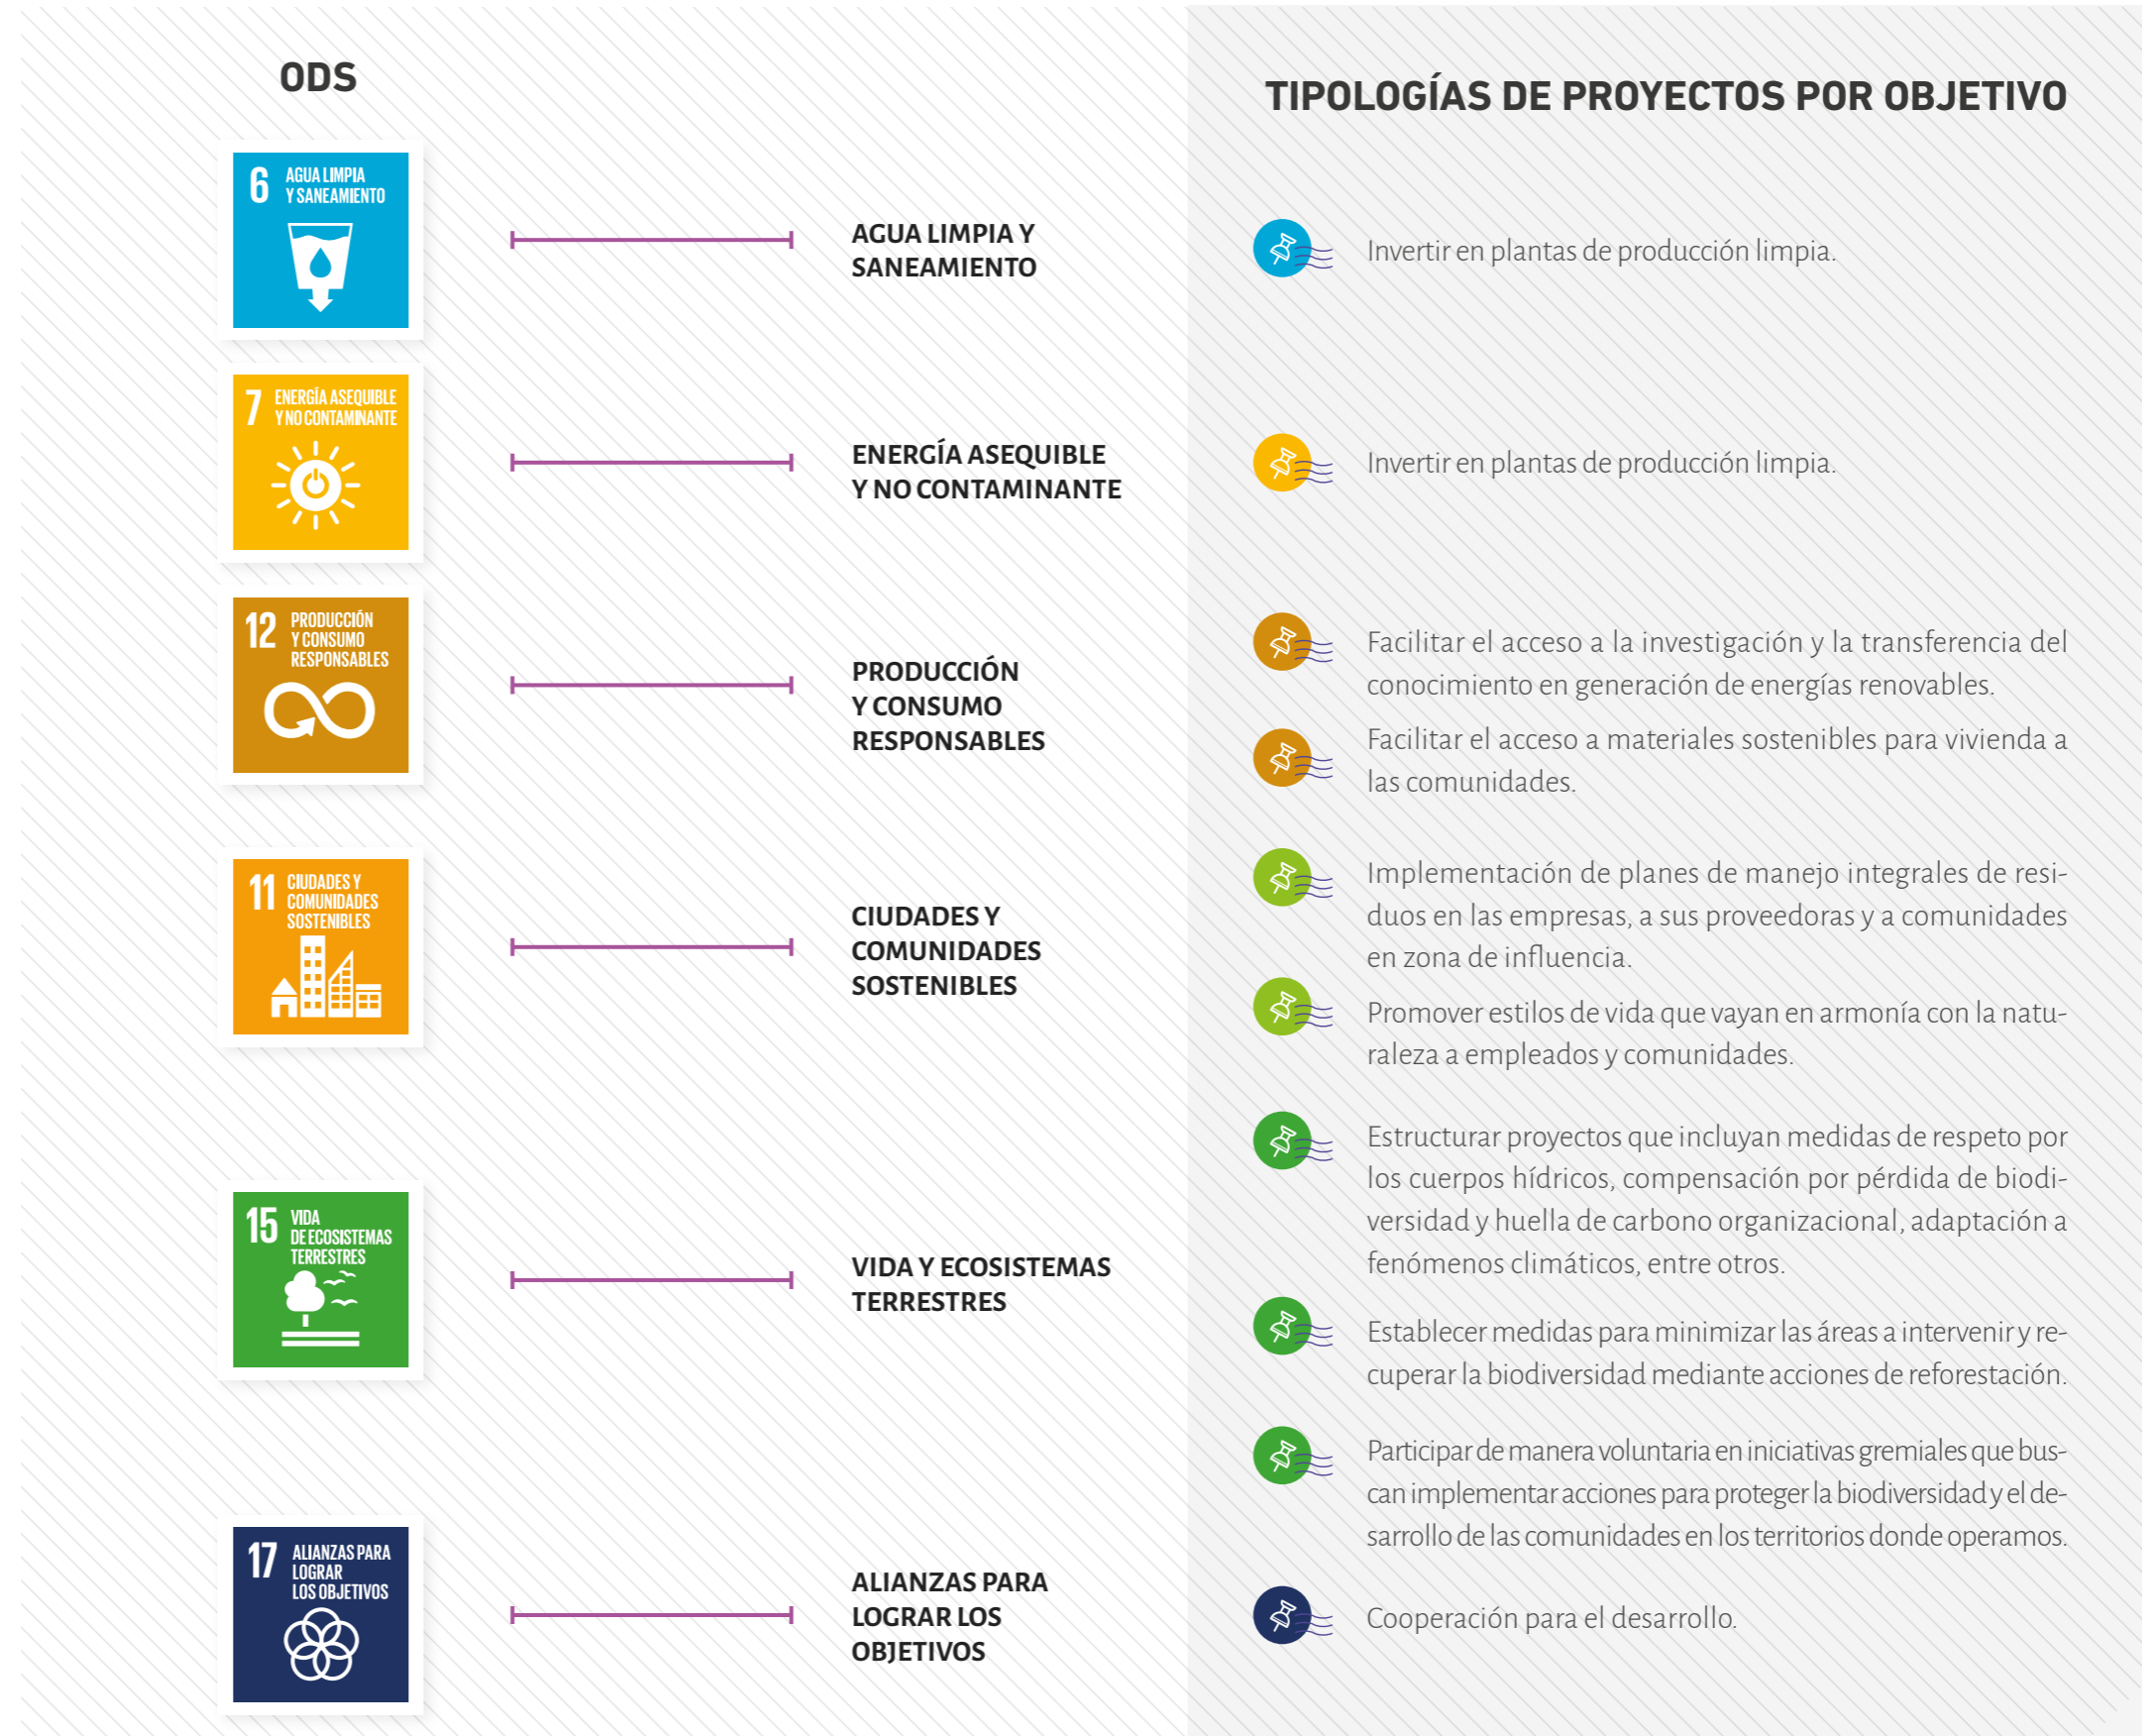 ODS
TIPOLOGÍAS DE PROYECTOS POR OBJETIVO
6 AGUA LIMPIA
Y SANEAMIENTO
AGUA LIMPIA Y
SANEAMIENTO
Invertir en plantas de producción limpia.
7 ENERGÍA ASEQUIBLE
Y NO CONTAMINANTE
ENERGÍA ASEQUIBLE
Y NO CONTAMINANTE
Invertir en plantas de producción limpia.
12 PRODUCCIÓN
Y CONSUMO
RESPONSABLES
PRODUCCIÓN
Y CONSUMO
RESPONSABLES
Facilitar el acceso a la investigación y la transferencia del
conocimiento en generación de energías renovables.
Facilitar el acceso a materiales sostenibles para vivienda a
las comunidades.
11 CIUDADES Y
COMUNIDADES
SOSTENIBLES
CIUDADES Y
COMUNIDADES
SOSTENIBLES
Implementación de planes de manejo integrales de resi-
duos en las empresas, a sus proveedoras y a comunidades
en zona de influencia.
Promover estilos de vida que vayan en armonía con la natu-
raleza a empleados y comunidades.
15 VIDA
DE ECOSISTEMAS
TERRESTRES
VIDA Y ECOSISTEMAS
TERRESTRES
Estructurar proyectos que incluyan medidas de respeto por
los cuerpos hídricos, compensación por pérdida de biodi-
versidad y huella de carbono organizacional, adaptación a
fenómenos climáticos, entre otros.
Establecer medidas para minimizar las áreas a intervenir y re-
cuperar la biodiversidad mediante acciones de reforestación.
Participar de manera voluntaria en iniciativas gremiales que bus-
can implementar acciones para proteger la biodiversidad y el de-
sarrollo de las comunidades en los territorios donde operamos.
17 ALIANZAS PARA
LOGRAR
LOS OBJETIVOS
ALIANZAS PARA
LOGRAR LOS
OBJETIVOS
Cooperación para el desarrollo.